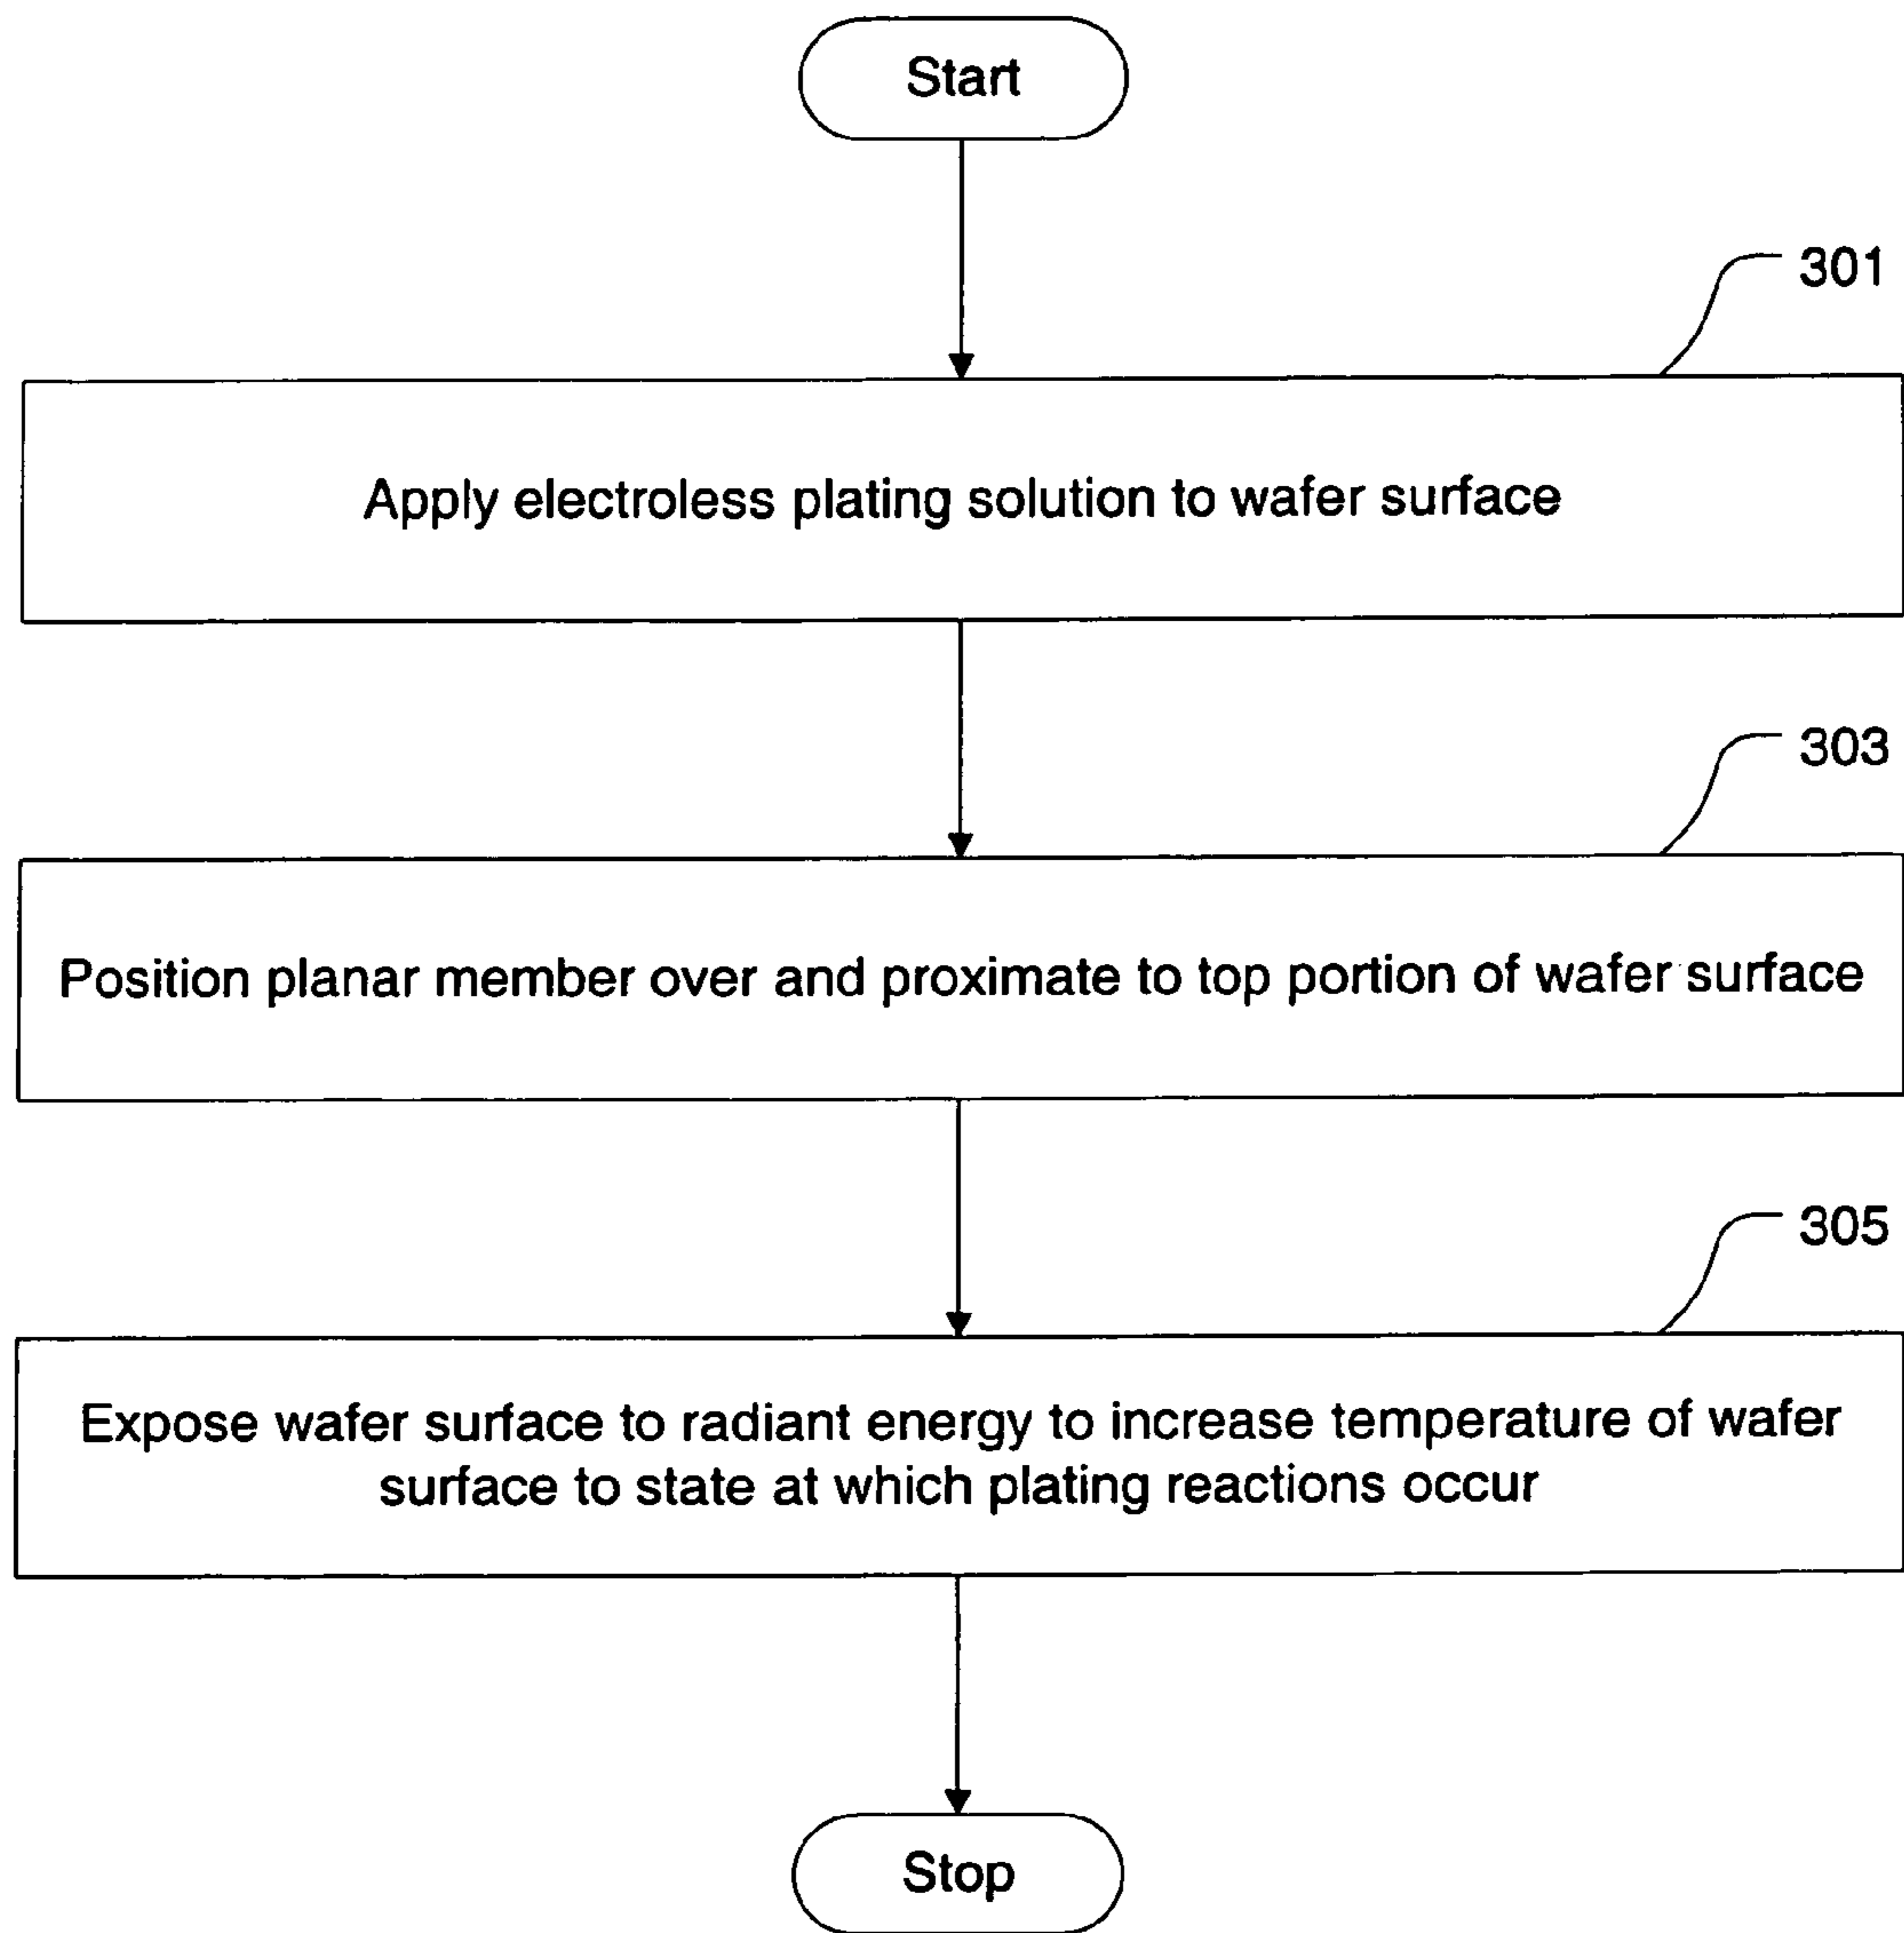 Start
301
Apply electroless plating solution to wafer surface
303
Position planar member over and proximate to top portion of wafer surface
305
Expose wafer surface to radiant energy to increase temperature of wafer
surface to state at which plating reactions occur
Stop